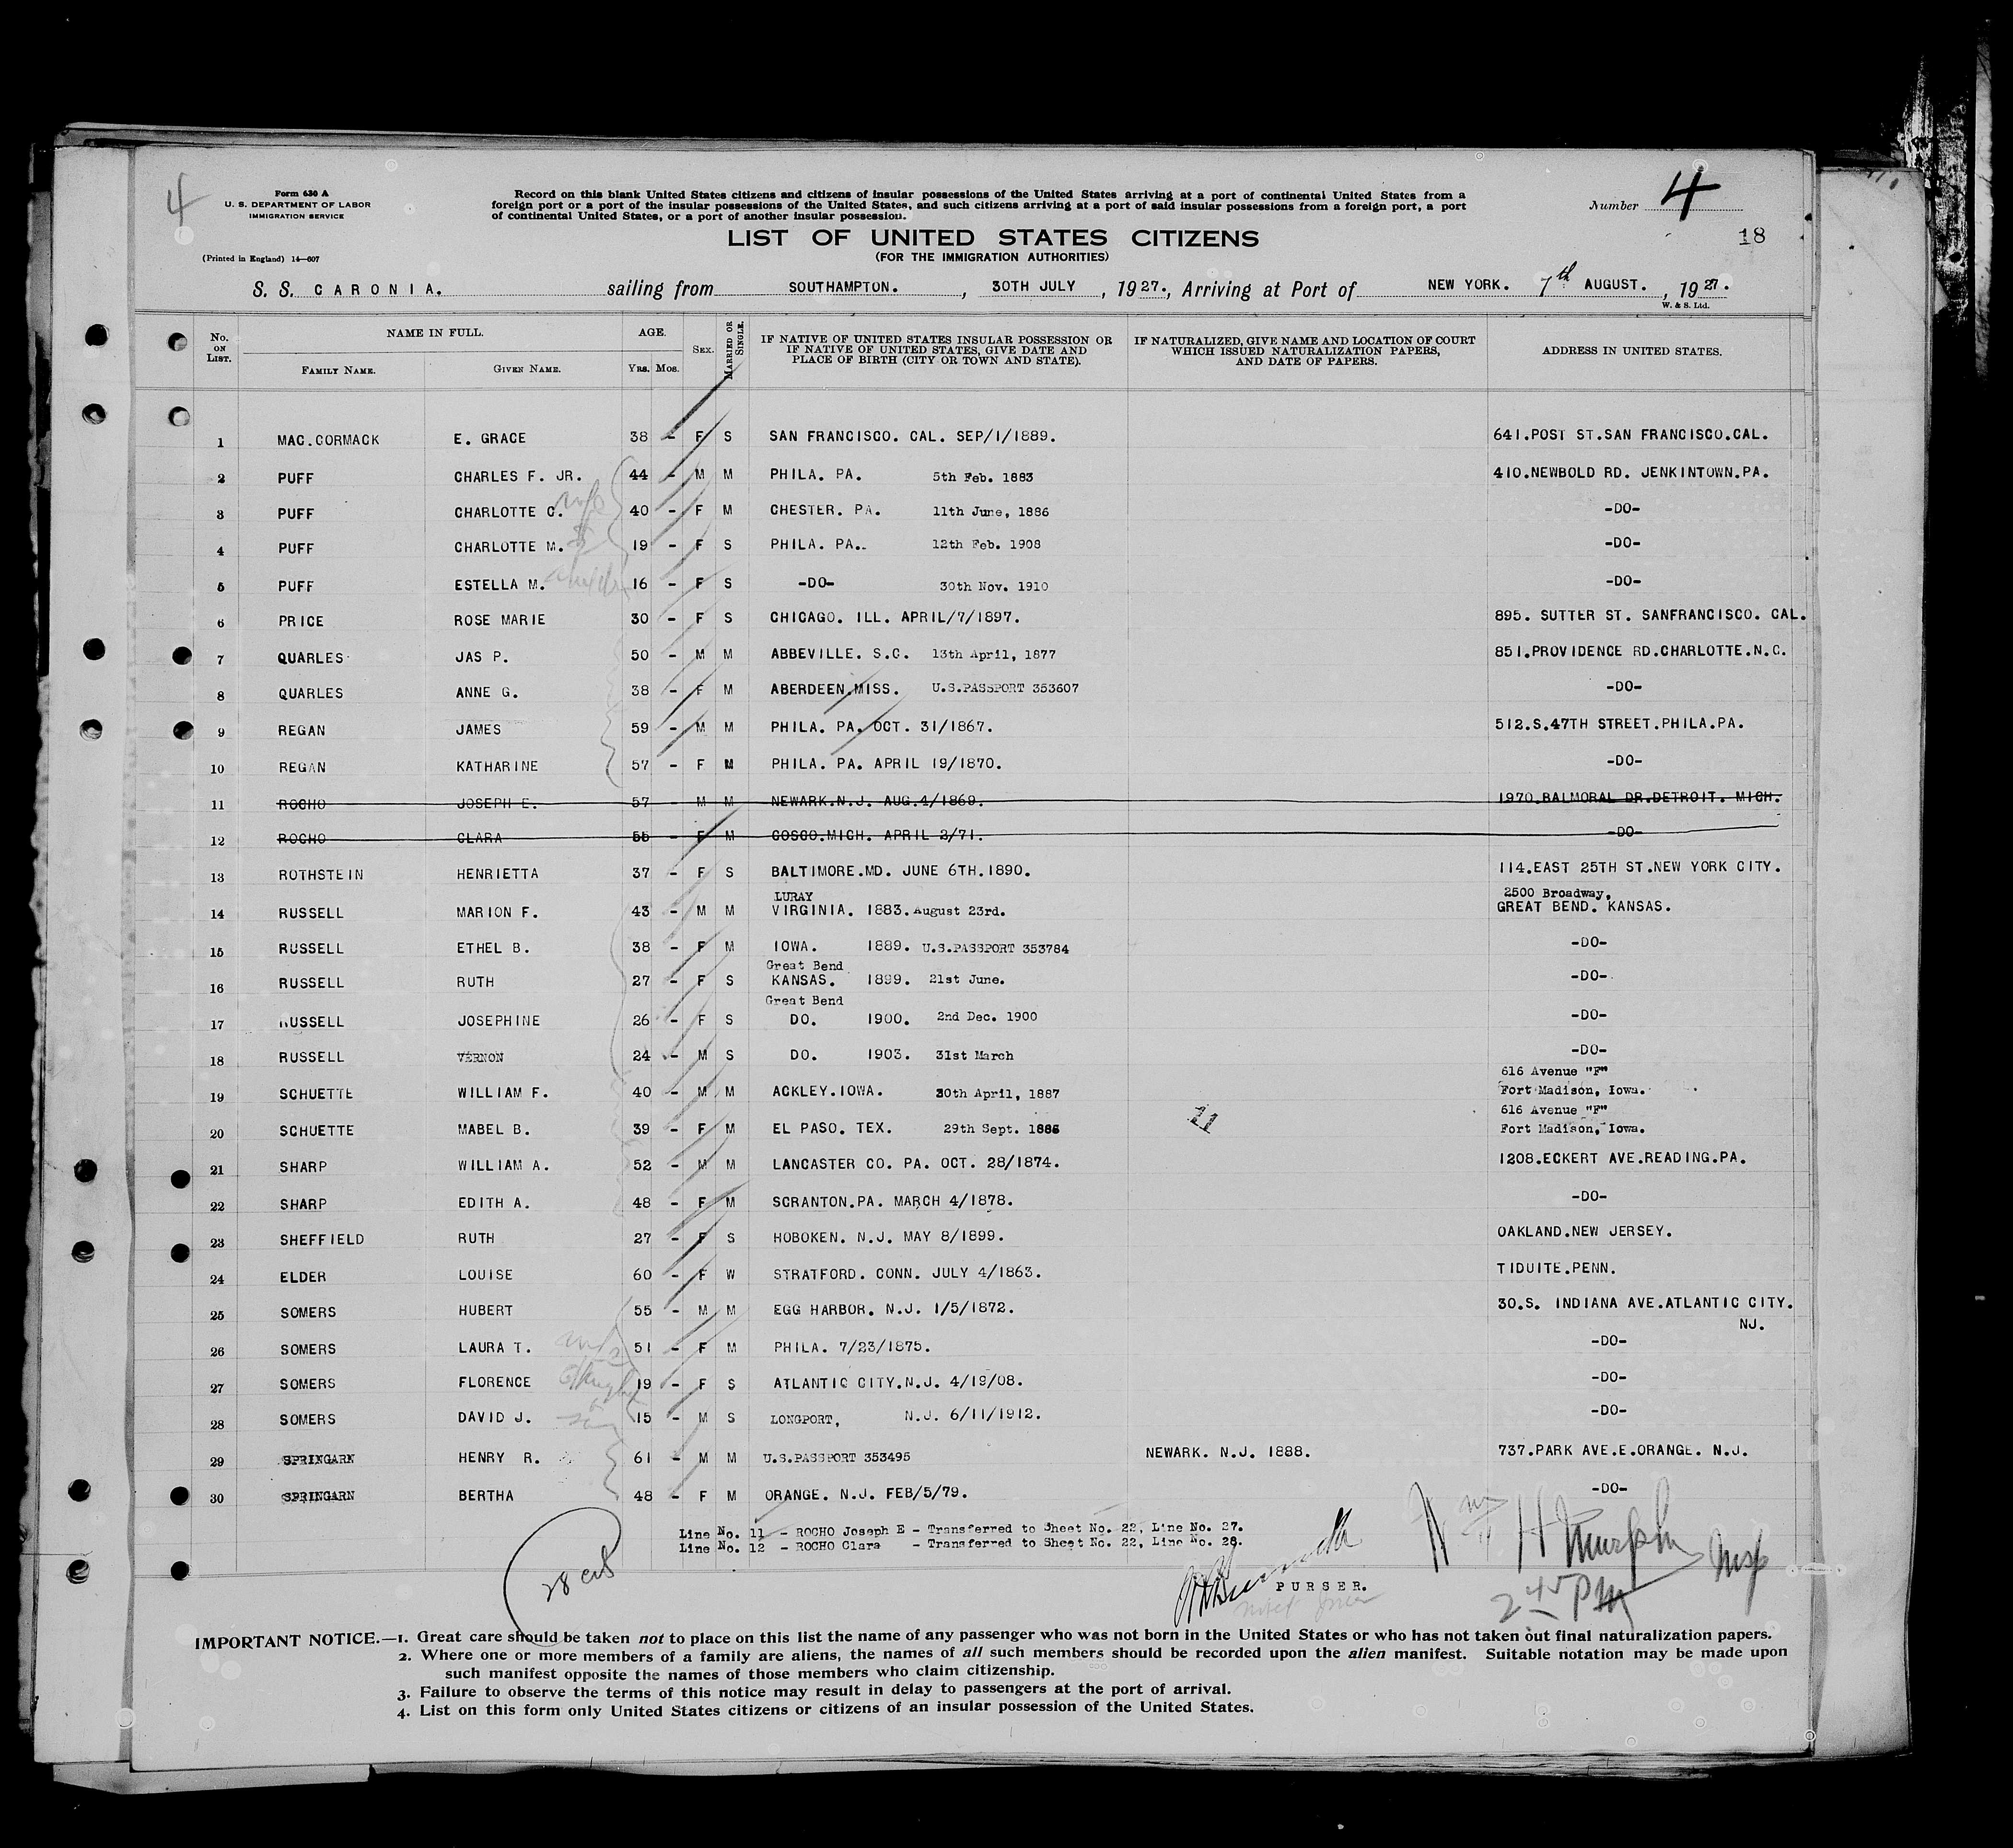 4
Form 630 A
U. S. DEPARTMENT OF LABOR
IMMIGRATION SERVICE
(Printed in England) 14—607
Record on this blank United States citizens and citizens of insular possessions of the United States arriving at a port of continental United States from a
foreign port or a port of the insular possessions of the United States, and such citizens arriving at a port of said insular possessions from a foreign port, a port
of continental United States, or a port of another insular possession.
Number 4
18
LIST OF UNITED STATES CITIZENS
(FOR THE IMMIGRATION AUTHORITIES)
S. S. CARONIA. sailing from SOUTHAMPTON. , 30TH JULY , 1927., Arriving at Port of NEW YORK. 7th AUGUST. , 1927.
W. & S. Ltd.
No. ON LIST. NAME IN FULL. AGE. SEX. MARRIED OR SINGLE. IF NATIVE OF UNITED STATES INSULAR POSSESSION OR IF NATIVE OF UNITED STATES, GIVE DATE AND PLACE OF BIRTH (CITY OR TOWN AND STATE). IF NATURALIZED, GIVE NAME AND LOCATION OF COURT WHICH ISSUED NATURALIZATION PAPERS, AND DATE OF PAPERS. ADDRESS IN UNITED STATES.
FAMILY NAME. GIVEN NAME. YRS. MOS.
1 MAC.CORMACK E. GRACE 38 - F S SAN FRANCISCO. CAL. SEP/1/1889. 641.POST ST.SAN FRANCISCO.CAL.
2 PUFF CHARLES F. JR. 44 - M M PHILA. PA. 5th Feb. 1883 410.NEWBOLD RD. JENKINTOWN.PA.
3 PUFF CHARLOTTE C. wife 40 - F M CHESTER. PA. 11th June, 1886 -DO-
4 PUFF CHARLOTTE M. 19 - F S PHILA. PA.. 12th Feb. 1908 -DO-
5 PUFF ESTELLA M. 16 - F S -DO- 30th Nov. 1910 -DO-
6 PRICE ROSE MARIE 30 - F S CHICAGO. ILL. APRIL/7/1897. 895. SUTTER ST. SANFRANCISCO. CAL.
7 QUARLES JAS P. 50 - M M ABBEVILLE. S.C. 13th April, 1877 851.PROVIDENCE RD.CHARLOTTE.N.C.
8 QUARLES ANNE G. 38 - F M ABERDEEN.MISS. U.S.PASSPORT 353607 -DO-
9 REGAN JAMES 59 - M M PHILA. PA. OCT. 31/1867. 512.S.47TH STREET.PHILA.PA.
10 REGAN KATHARINE 57 - F M PHILA. PA. APRIL 19/1870. -DO-
11 ROCHO JOSEPH E. 57 - M M NEWARK.N.J. AUG.4/1869. 1970.BALMORAL DR.DETROIT. MICH.
12 ROCHO CLARA 55 - F M COSCO.MICH. APRIL 2/71. -DO-
13 ROTHSTEIN HENRIETTA 37 - F S BALTIMORE.MD. JUNE 6TH.1890. 114.EAST 25TH ST.NEW YORK CITY.
LURAY 2500 Broadway,
14 RUSSELL MARION F. 43 - M M VIRGINIA. 1883. August 23rd. GREAT BEND. KANSAS.
15 RUSSELL ETHEL B. 38 - F M IOWA. 1889. U.S.PASSPORT 353784 -DO-
Great Bend
16 RUSSELL RUTH 27 - F S KANSAS. 1899. 21st June. -DO-
Great Bend
17 RUSSELL JOSEPHINE 26 - F S DO. 1900. 2nd Dec. 1900 -DO-
18 RUSSELL VERNON 24 - M S DO. 1903. 31st March -DO-
616 Avenue "F"
19 SCHUETTE WILLIAM F. 40 - M M ACKLEY.IOWA. 30th April, 1887 Fort Madison, Iowa.
616 Avenue "F"
20 SCHUETTE MABEL B. 39 - F M EL PASO. TEX. 29th Sept. 1886 11 Fort Madison, Iowa.
21 SHARP WILLIAM A. 52 - M M LANCASTER CO. PA. OCT. 28/1874. 1208.ECKERT AVE.READING.PA.
22 SHARP EDITH A. 48 - F M SCRANTON.PA. MARCH 4/1878. -DO-
23 SHEFFIELD RUTH 27 - F S HOBOKEN. N.J. MAY 8/1899. OAKLAND.NEW JERSEY.
24 ELDER LOUISE 60 - F W STRATFORD. CONN. JULY 4/1863. TIDUITE.PENN.
25 SOMERS HUBERT 55 - M M EGG HARBOR. N.J. 1/5/1872. 30.S. INDIANA AVE.ATLANTIC CITY.
NJ.
26 SOMERS LAURA T. 51 - F M PHILA. 7/23/1875. -DO-
27 SOMERS FLORENCE 19 - F S ATLANTIC CITY.N.J. 4/19/08. -DO-
28 SOMERS DAVID J. 15 - M S LONGPORT, N.J. 6/11/1912. -DO-
29 SPRINGARN HENRY R. 61 - M M U.S.PASSPORT 353495 NEWARK. N.J. 1888. 737.PARK AVE.E.ORANGE. N.J.
30 SPRINGARN BERTHA 48 - F M ORANGE. N.J. FEB/5/79. -DO-
Line No. 11 - ROCHO Joseph E - Transferred to Sheet No. 22, Line No. 27.
Line No. 12 - ROCHO Clara - Transferred to Sheet No. 22, Line No. 28.
PURSER.
2 45 PM
IMPORTANT NOTICE.—1. Great care should be taken not to place on this list the name of any passenger who was not born in the United States or who has not taken out final naturalization papers.
2. Where one or more members of a family are aliens, the names of all such members should be recorded upon the alien manifest. Suitable notation may be made upon
such manifest opposite the names of those members who claim citizenship.
3. Failure to observe the terms of this notice may result in delay to passengers at the port of arrival.
4. List on this form only United States citizens or citizens of an insular possession of the United States.